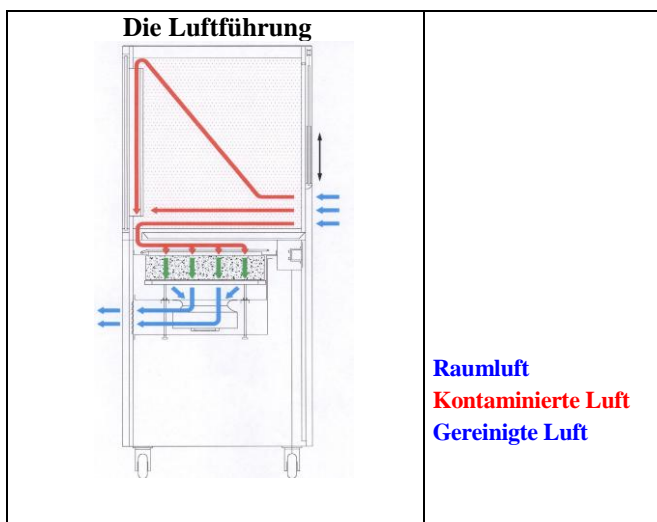 Die Luftführung
Raumluft
Kontaminierte Luft
Gereinigte Luft